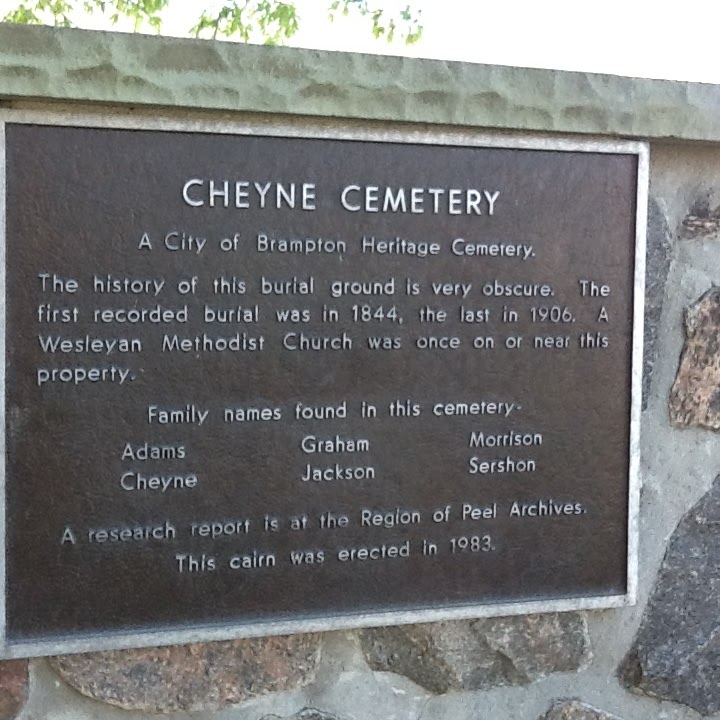 CHEYNE CEMETERY
A City of Brampton Heritage Cemetery.
The history of this burial ground is very obscure. The
first recorded burial was in 1844, the last in 1906. A
Wesleyan Methodist Church was once on or near this
property.
Family names found in this cemetery-
Adams Graham Morrison
Cheyne Jackson Sershon
A research report is at the Region of Peel Archives.
This cairn was erected in 1983.